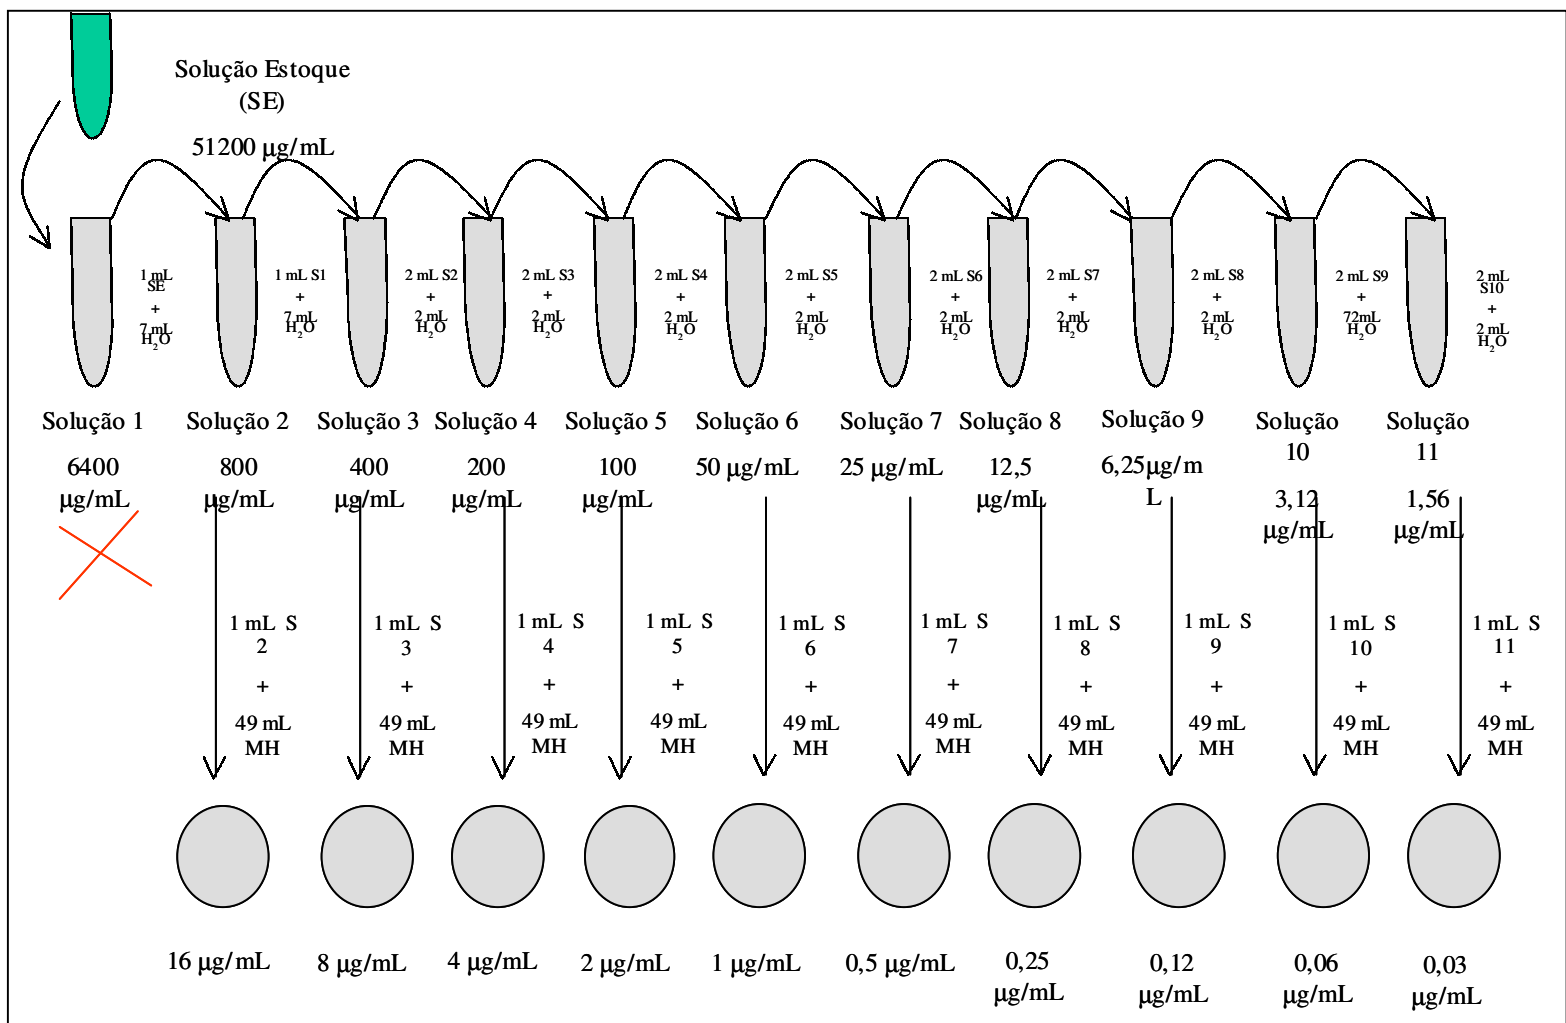 Solução Estoque
(SE)
51200 µg/mL
1 mL
SE
+
7 mL
H₂O
1 mL S1
+
7 mL
H₂O
2 mL S2
+
2 mL
H₂O
2 mL S3
+
2 mL
H₂O
2 mL S4
+
2 mL
H₂O
2 mL S5
+
2 mL
H₂O
2 mL S6
+
2 mL
H₂O
2 mL S7
+
2 mL
H₂O
2 mL S8
+
2 mL
H₂O
2 mL S9
+
72mL
H₂O
2 mL
S10
+
2 mL
H₂O
Solução 1
6400
µg/mL
Solução 2
800
µg/mL
Solução 3
400
µg/mL
Solução 4
200
µg/mL
Solução 5
100
µg/mL
Solução 6
50 µg/mL
Solução 7
25 µg/mL
Solução 8
12,5
µg/mL
Solução 9
6,25µg/m
L
Solução
10
3,12
µg/mL
Solução
11
1,56
µg/mL
1 mL S
2
+
49 mL
MH
1 mL S
3
+
49 mL
MH
1 mL S
4
+
49 mL
MH
1 mL S
5
+
49 mL
MH
1 mL S
6
+
49 mL
MH
1 mL S
7
+
49 mL
MH
1 mL S
8
+
49 mL
MH
1 mL S
9
+
49 mL
MH
1 mL S
10
+
49 mL
MH
1 mL S
11
+
49 mL
MH
16 µg/mL
8 µg/mL
4 µg/mL
2 µg/mL
1 µg/mL
0,5 µg/mL
0,25
µg/mL
0,12
µg/mL
0,06
µg/mL
0,03
µg/mL